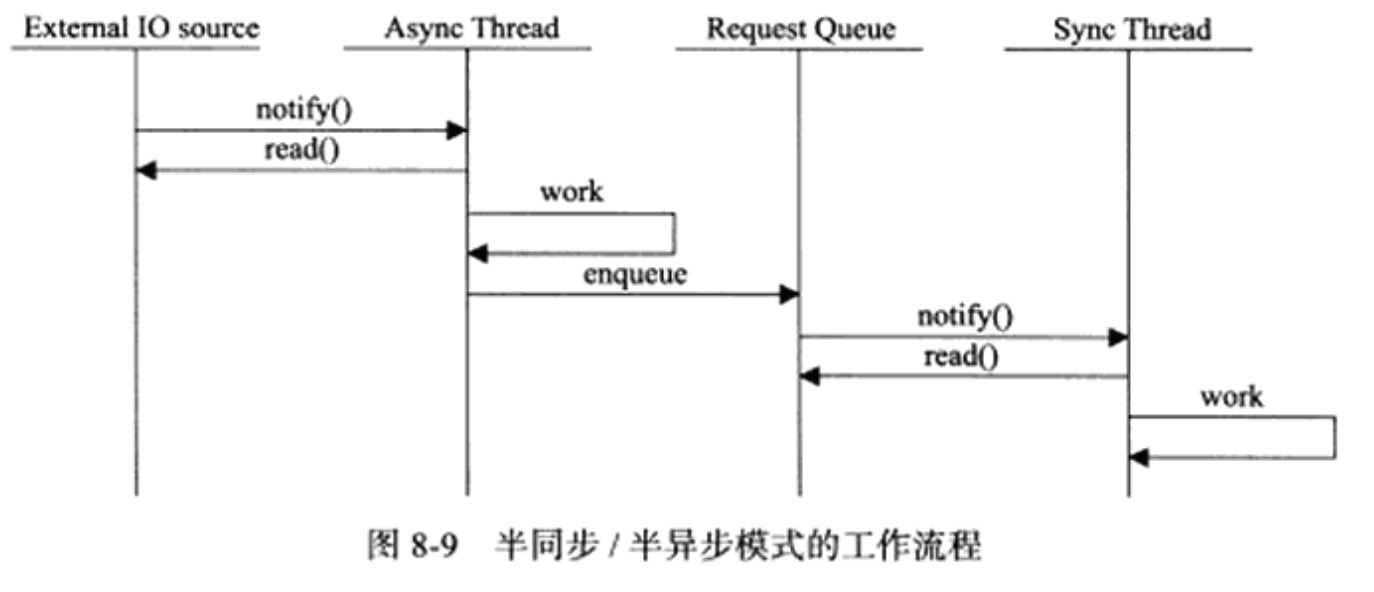 External IO source    Async Thread    Request Queue    Sync Thread
notify()
read()
work
enqueue
notify()
read()
work
图 8-9 半同步 / 半异步模式的工作流程